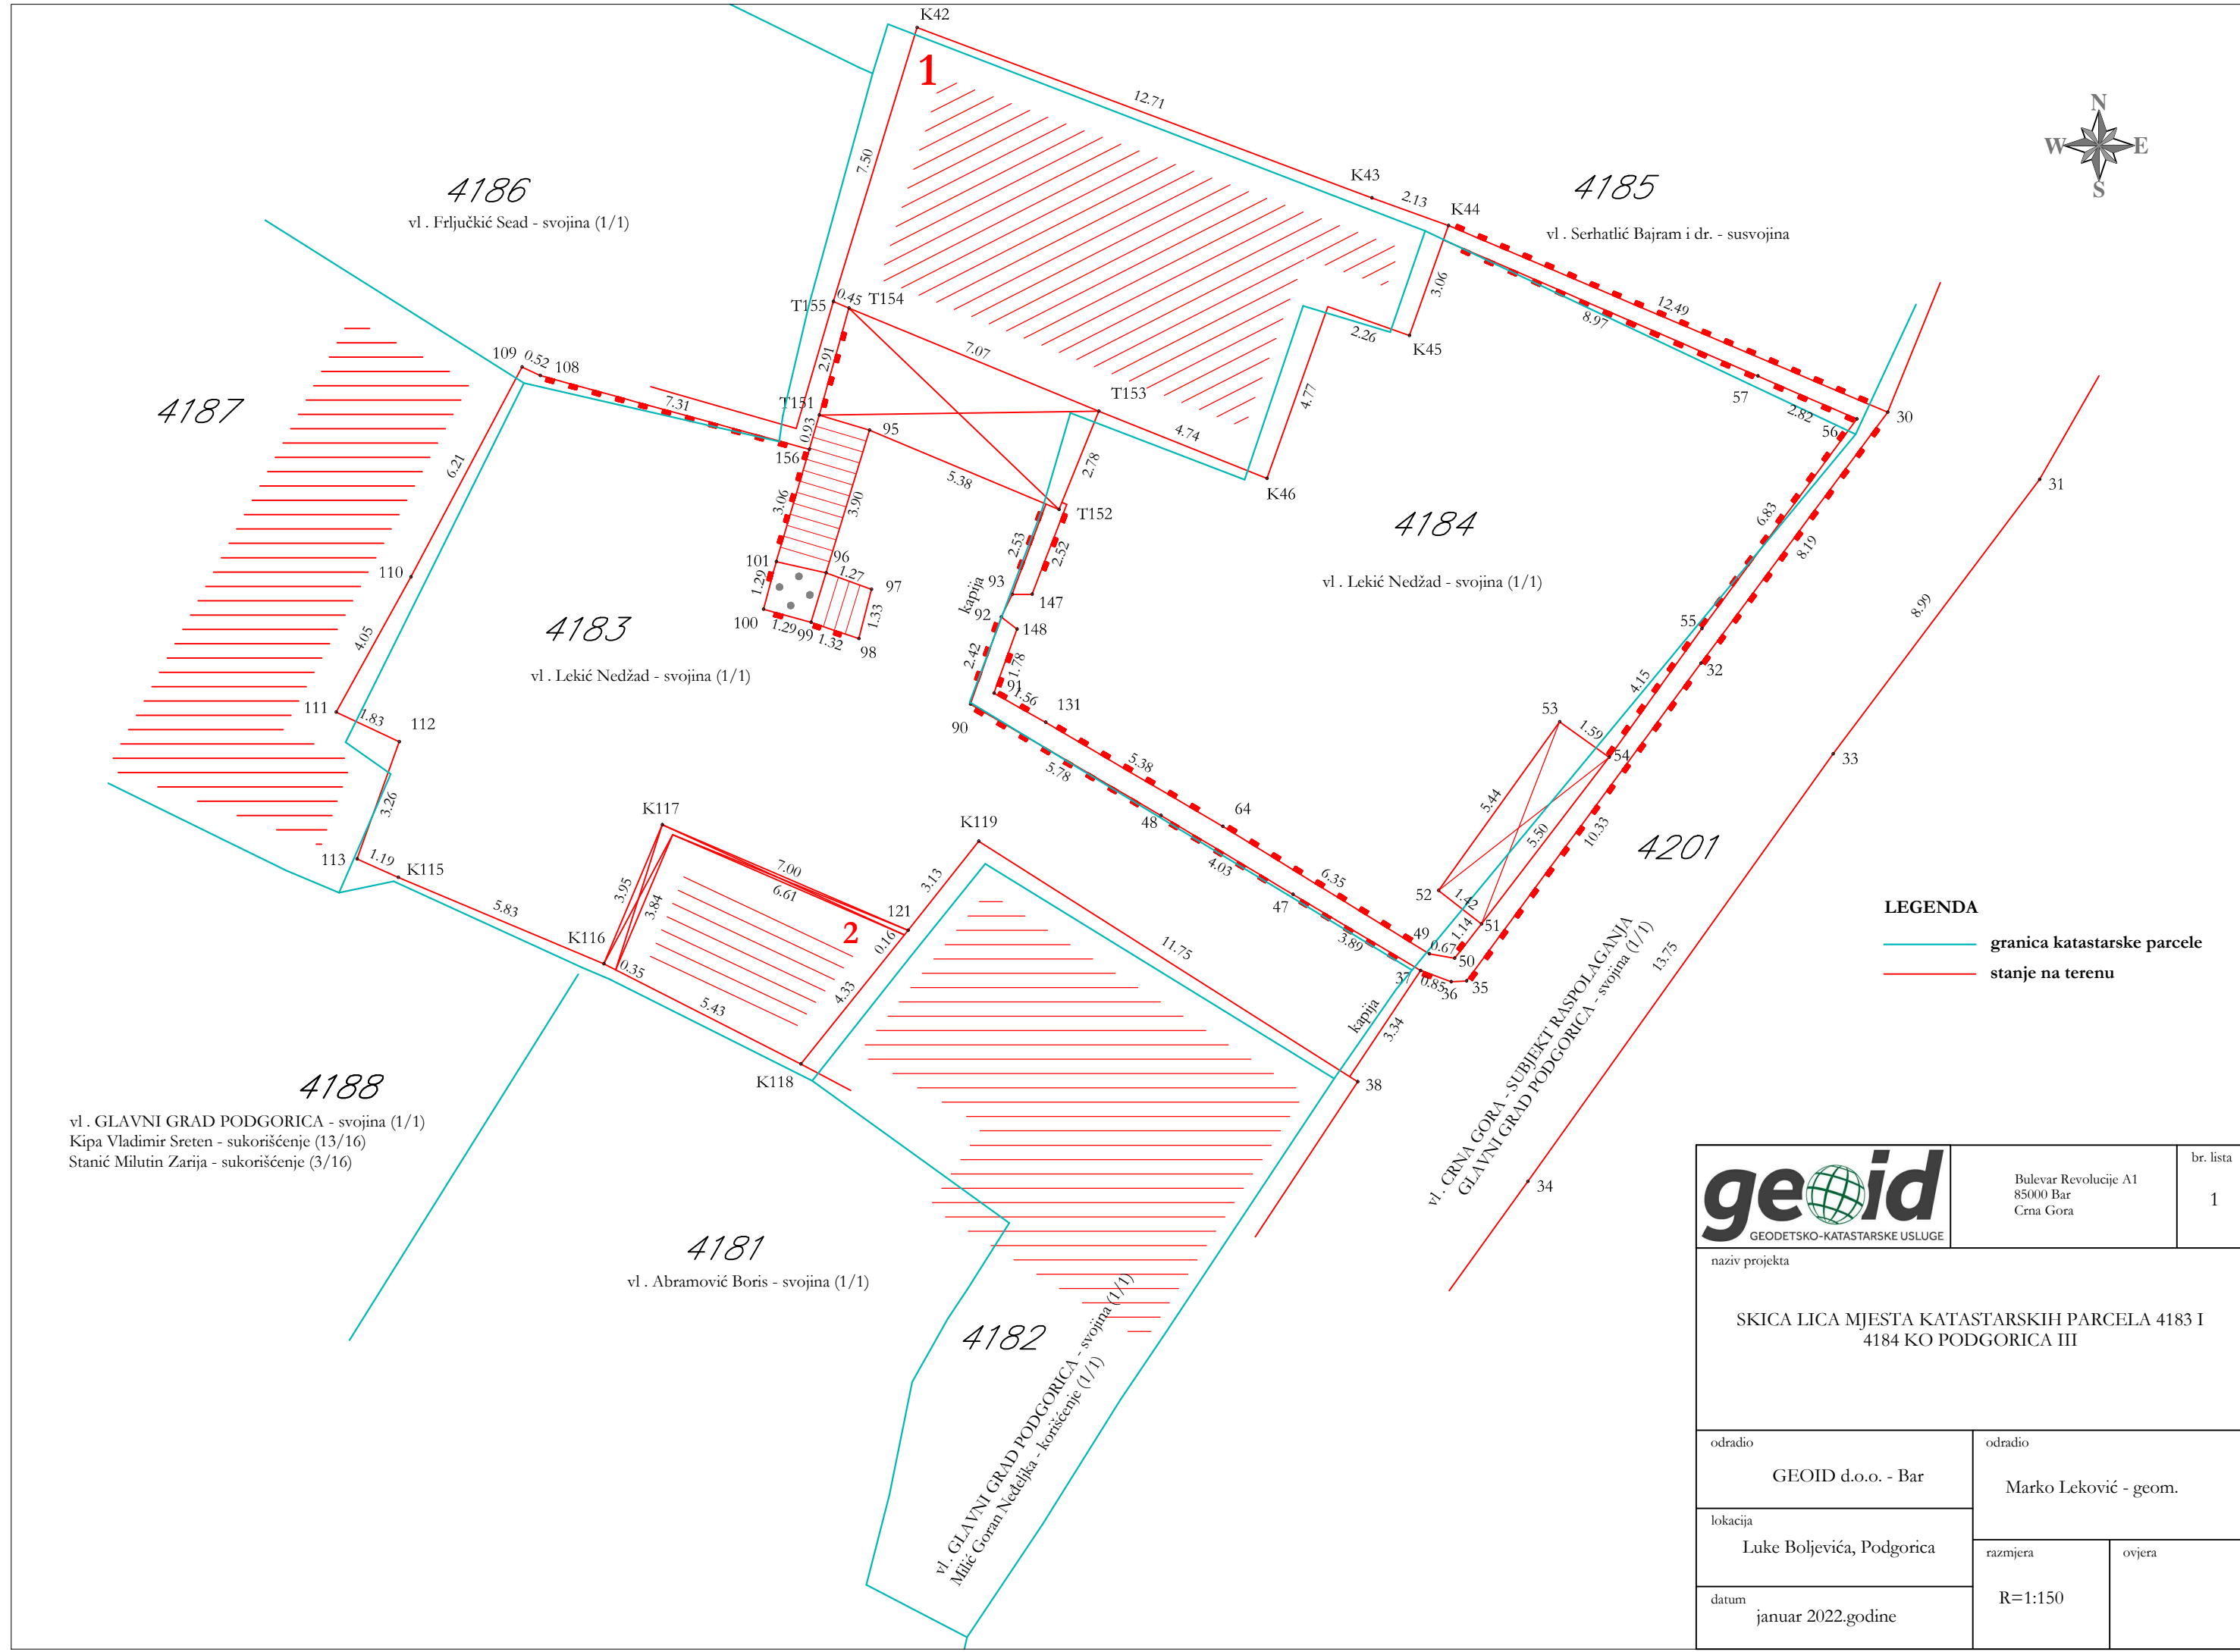 K42
1
12.71
N
W
E
S
7.50
K43
2.13
K44
4186
vl . Frljučkić Sead - svojina (1/1)
4185
vl . Serhatlić Bajram i dr. - susvojina
3.06
T155
0.45
T154
12.49
8.97
2.26
K45
109
0.52
108
7.07
2.91
4187
7.31
T151
T153
4.77
57
2.82
56
30
0.93
95
156
4.74
6.21
2.78
K46
5.38
31
3.06
3.90
T152
4184
6.83
8.19
2.53
2.52
110
101
96
1.27
97
93
vl . Lekić Nedžad - svojina (1/1)
1.29
kapija
147
8.99
100
1.29
99
1.32
98
1.33
92
148
55
4183
4.05
2.42
1.78
32
vl . Lekić Nedžad - svojina (1/1)
91
1.56
4.15
111
1.83
112
90
131
53
1.59
54
33
5.38
5.78
3.26
5.44
K117
K119
48
64
5.50
10.33
4201
113
1.19
K115
7.00
6.61
3.13
4.03
6.35
3.95
3.84
52
1.42
LEGENDA
5.83
121
47
51
2
49
1.14
granica katastarske parcele
K116
0.16
11.75
3.89
0.67
50
0.35
37
0.85
36
35
13.75
stanje na terenu
4.33
5.43
kapija
3.34
K118
38
4188
vl . GLAVNI GRAD PODGORICA - svojina (1/1)
Kipa Vladimir Sreten - sukorišćenje (13/16)
Stanić Milutin Zarija - sukorišćenje (3/16)
vl . CRNA GORA - SUBJEKT RASPOLAGANJA
GLAVNI GRAD PODGORICA - svojina (1/1)
34
4181
vl . Abramović Boris - svojina (1/1)
4182
vl . GLAVNI GRAD PODGORICA - svojina (1/1)
Milić Goran Nedeljka - korišćenje (1/1)
geoid
GEODETSKO-KATASTARSKE USLUGE
Bulevar Revolucije A1
85000 Bar
Crna Gora
br. lista
1
naziv projekta
SKICA LICA MJESTA KATASTARSKIH PARCELA 4183 I
4184 KO PODGORICA III
odradio
GEOID d.o.o. - Bar
odradio
Marko Leković - geom.
lokacija
Luke Boljevića, Podgorica
razmjera
R=1:150
ovjera
datum
januar 2022.godine